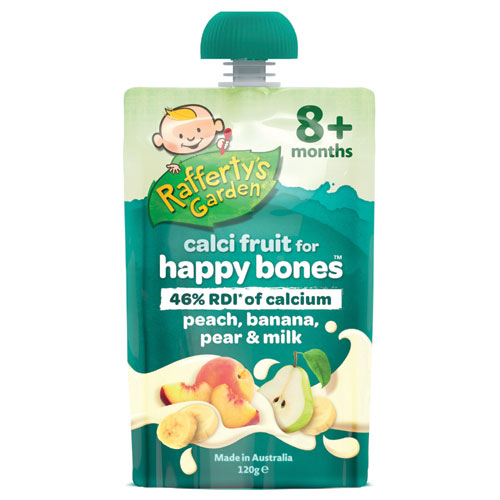 8+
months
Rafferty's
Garden
calci fruit for
happy bones™
46% RDI* of calcium
peach, banana,
pear & milk
Made in Australia
120g e